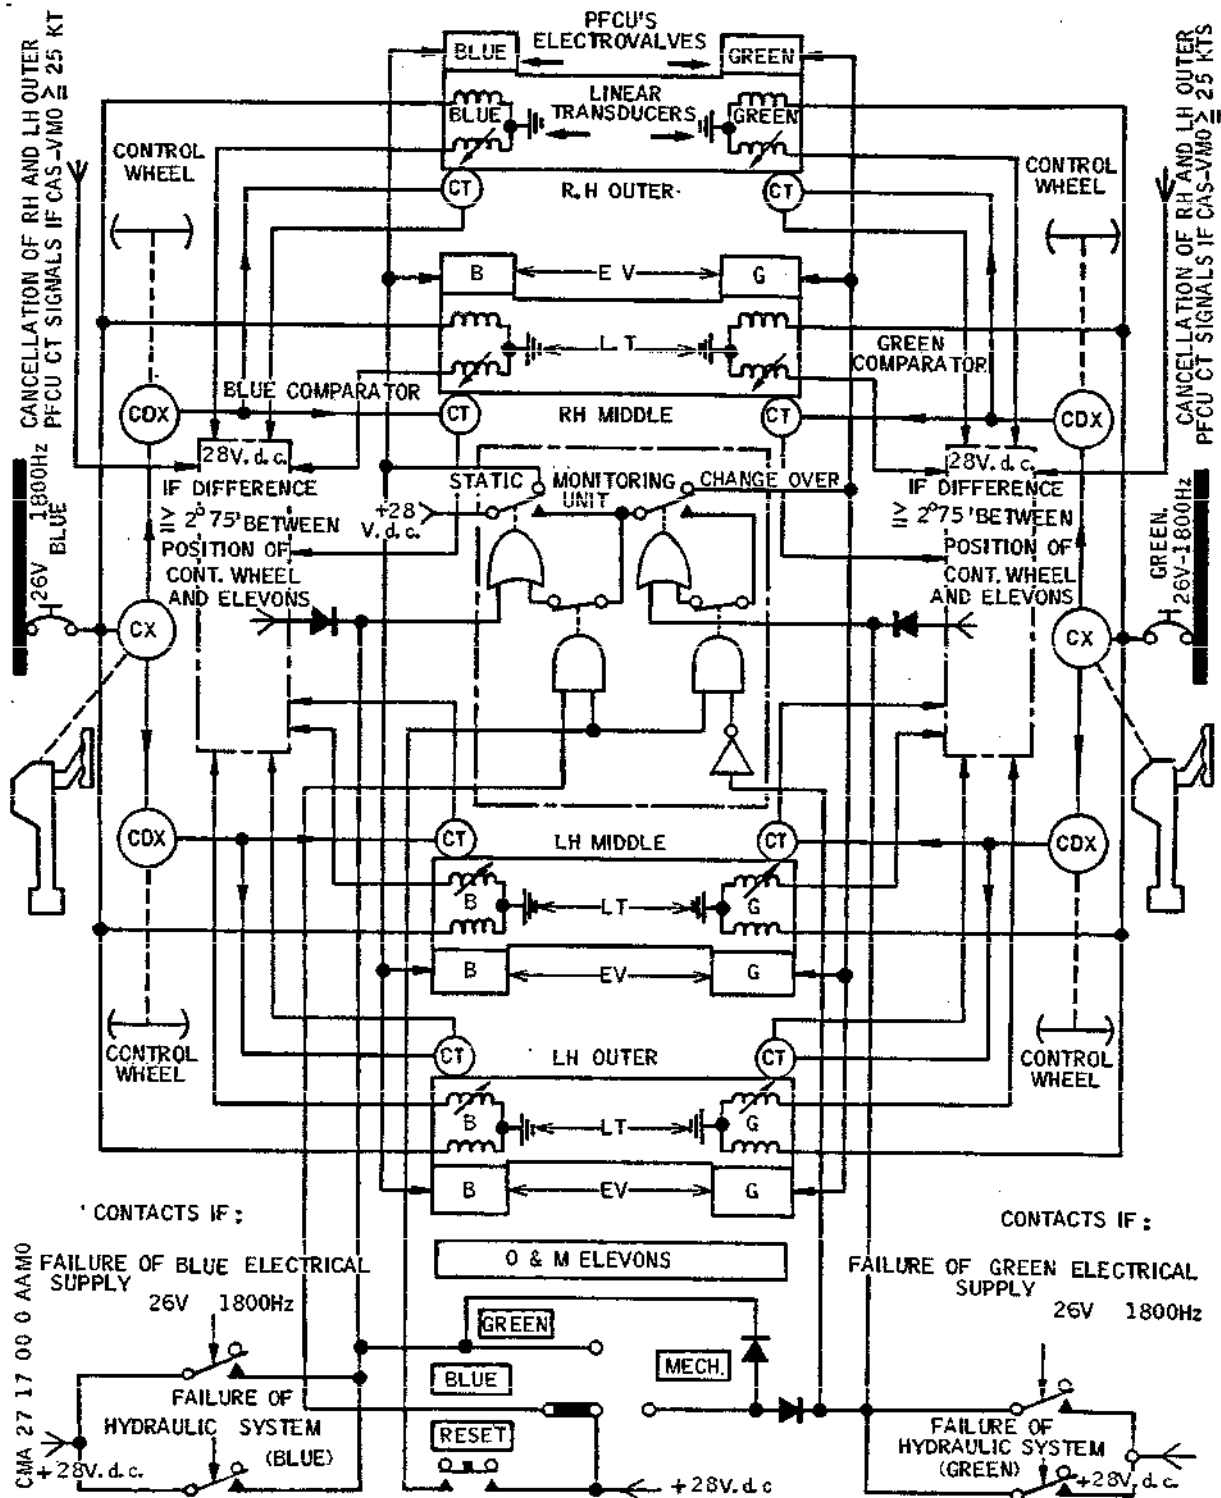 PFCU'S
ELECTROVALVES
BLUE
GREEN
LINEAR
TRANSDUCERS
BLUE
GREEN
CANCELLATION OF RH AND LH OUTER
PFCU CT SIGNALS IF CAS-VMO ≥ 25 KT
CANCELLATION OF RH AND LH OUTER
PFCU CT SIGNALS IF CAS-VMO ≥ 25 KTS
CONTROL
WHEEL
CONTROL
WHEEL
CT
R.H OUTER
CT
B
E V
G
L T
GREEN
COMPARATOR
BLUE COMPARATOR
CDX
CT
RH MIDDLE
CT
CDX
28V.d.c.
IF DIFFERENCE
≥ 2°75' BETWEEN
POSITION OF
CONT. WHEEL
AND ELEVONS
STATIC MONITORING CHANGE OVER
UNIT
+28
V.d.c.
28V.d.c.
IF DIFFERENCE
≥ 2°75' BETWEEN
POSITION OF
CONT. WHEEL
AND ELEVONS
26V 1800Hz
BLUE
GREEN.
26V-1800Hz
CX
CX
CDX
CT
LH MIDDLE
CT
CDX
B
LT
G
B
EV
G
CONTROL
WHEEL
CT
LH OUTER
CT
CONTROL
WHEEL
B
LT
G
B
EV
G
CONTACTS IF :
CONTACTS IF :
O & M ELEVONS
FAILURE OF BLUE ELECTRICAL
SUPPLY
26V 1800Hz
FAILURE OF GREEN ELECTRICAL
SUPPLY
26V 1800Hz
GREEN
BLUE
MECH.
RESET
FAILURE OF
HYDRAULIC SYSTEM
(BLUE)
+28V.d.c.
+28V.d.c
FAILURE OF
HYDRAULIC SYSTEM
(GREEN)
+28V.d.c.
CMA 27 17 00 0 AAMO